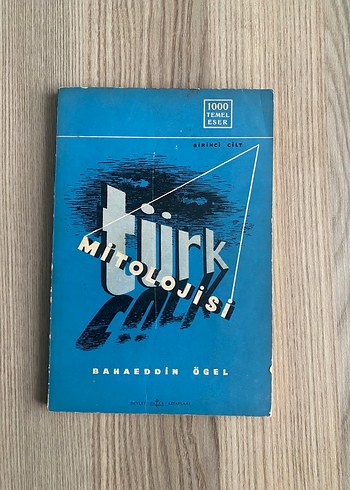 1000
TEMEL
ESER
BİRİNCİ CİLT
türk
MİTOLOJİSİ
BAHAEDDİN ÖGEL